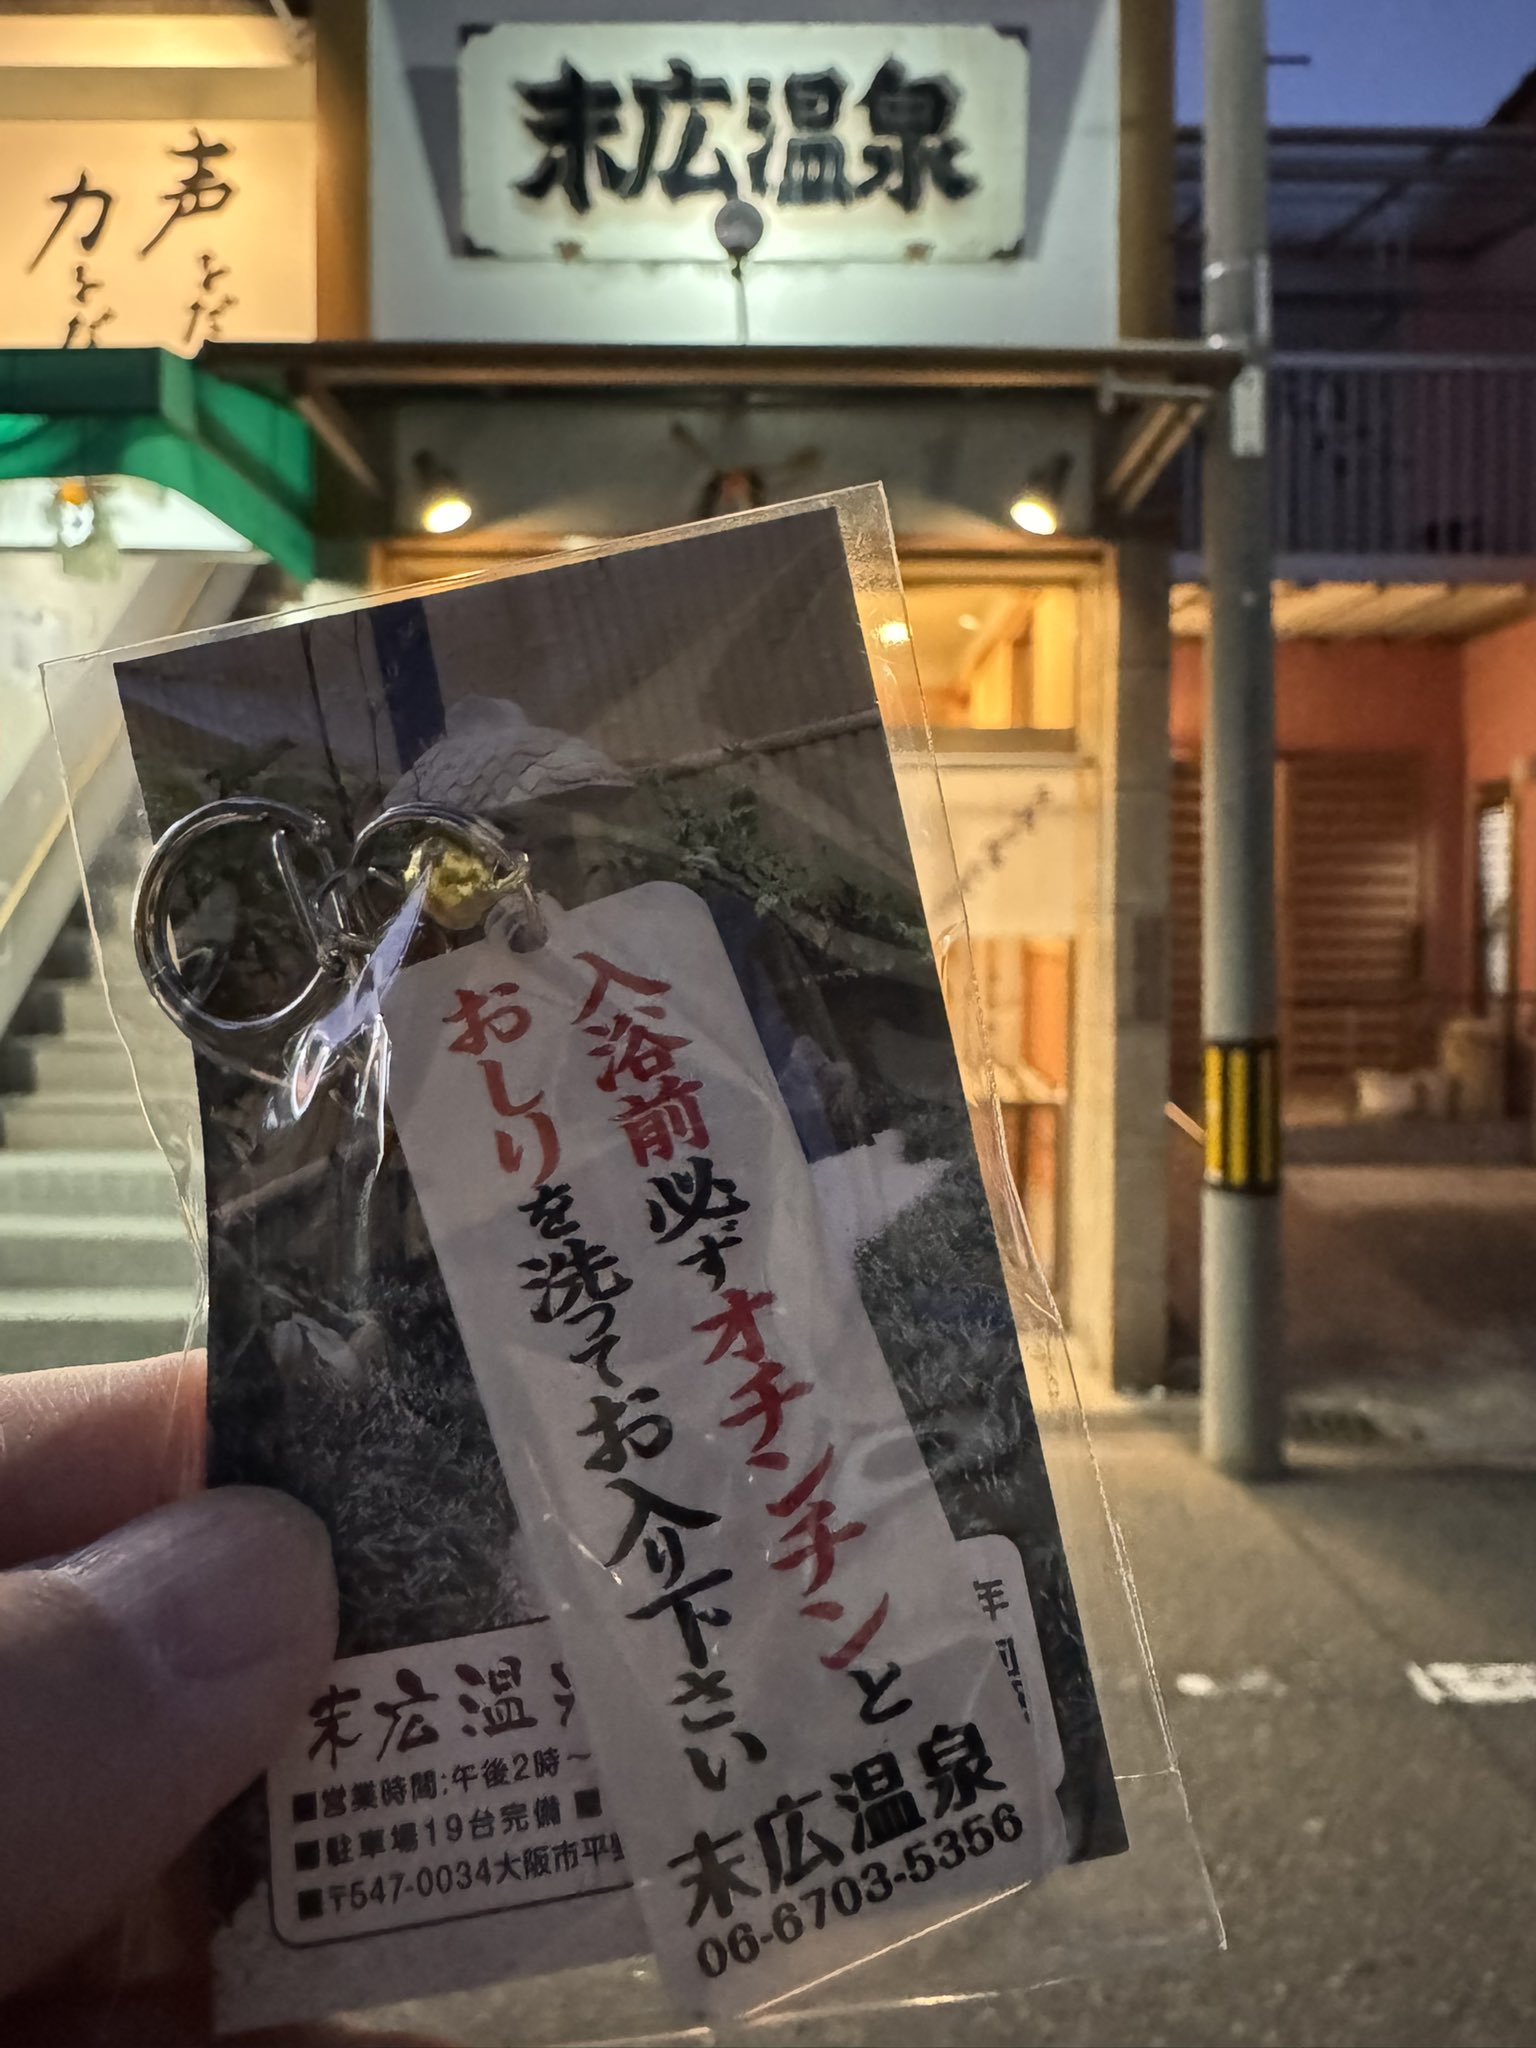 末広温泉
声をだ
力をだ
入浴前必ずオチンチンと
おしりを洗ってお入り下さい
末広温泉
06-6703-5356
末広温
■営業時間:午後2時~
■駐車場19台完備 ■
■〒547-0034大阪市平
年